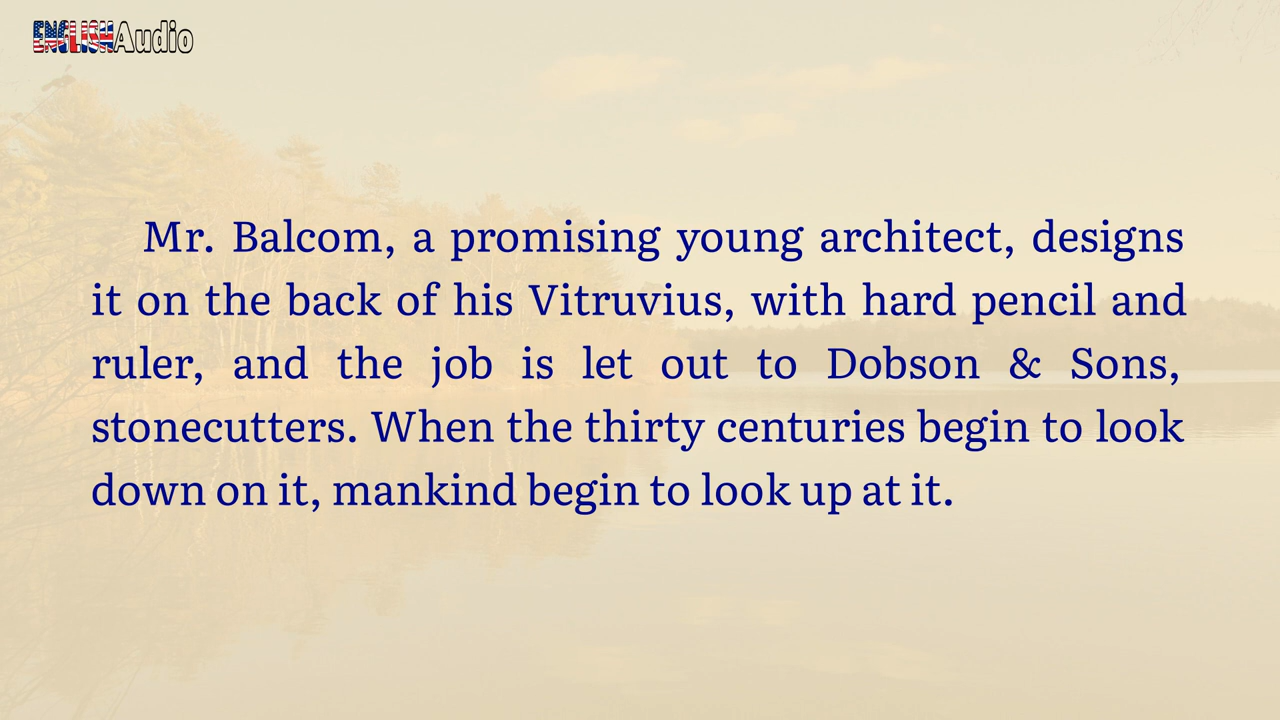 ENGLISHAudio
Mr. Balcom, a promising young architect, designs
it on the back of his Vitruvius, with hard pencil and
ruler, and the job is let out to Dobson & Sons,
stonecutters. When the thirty centuries begin to look
down on it, mankind begin to look up at it.